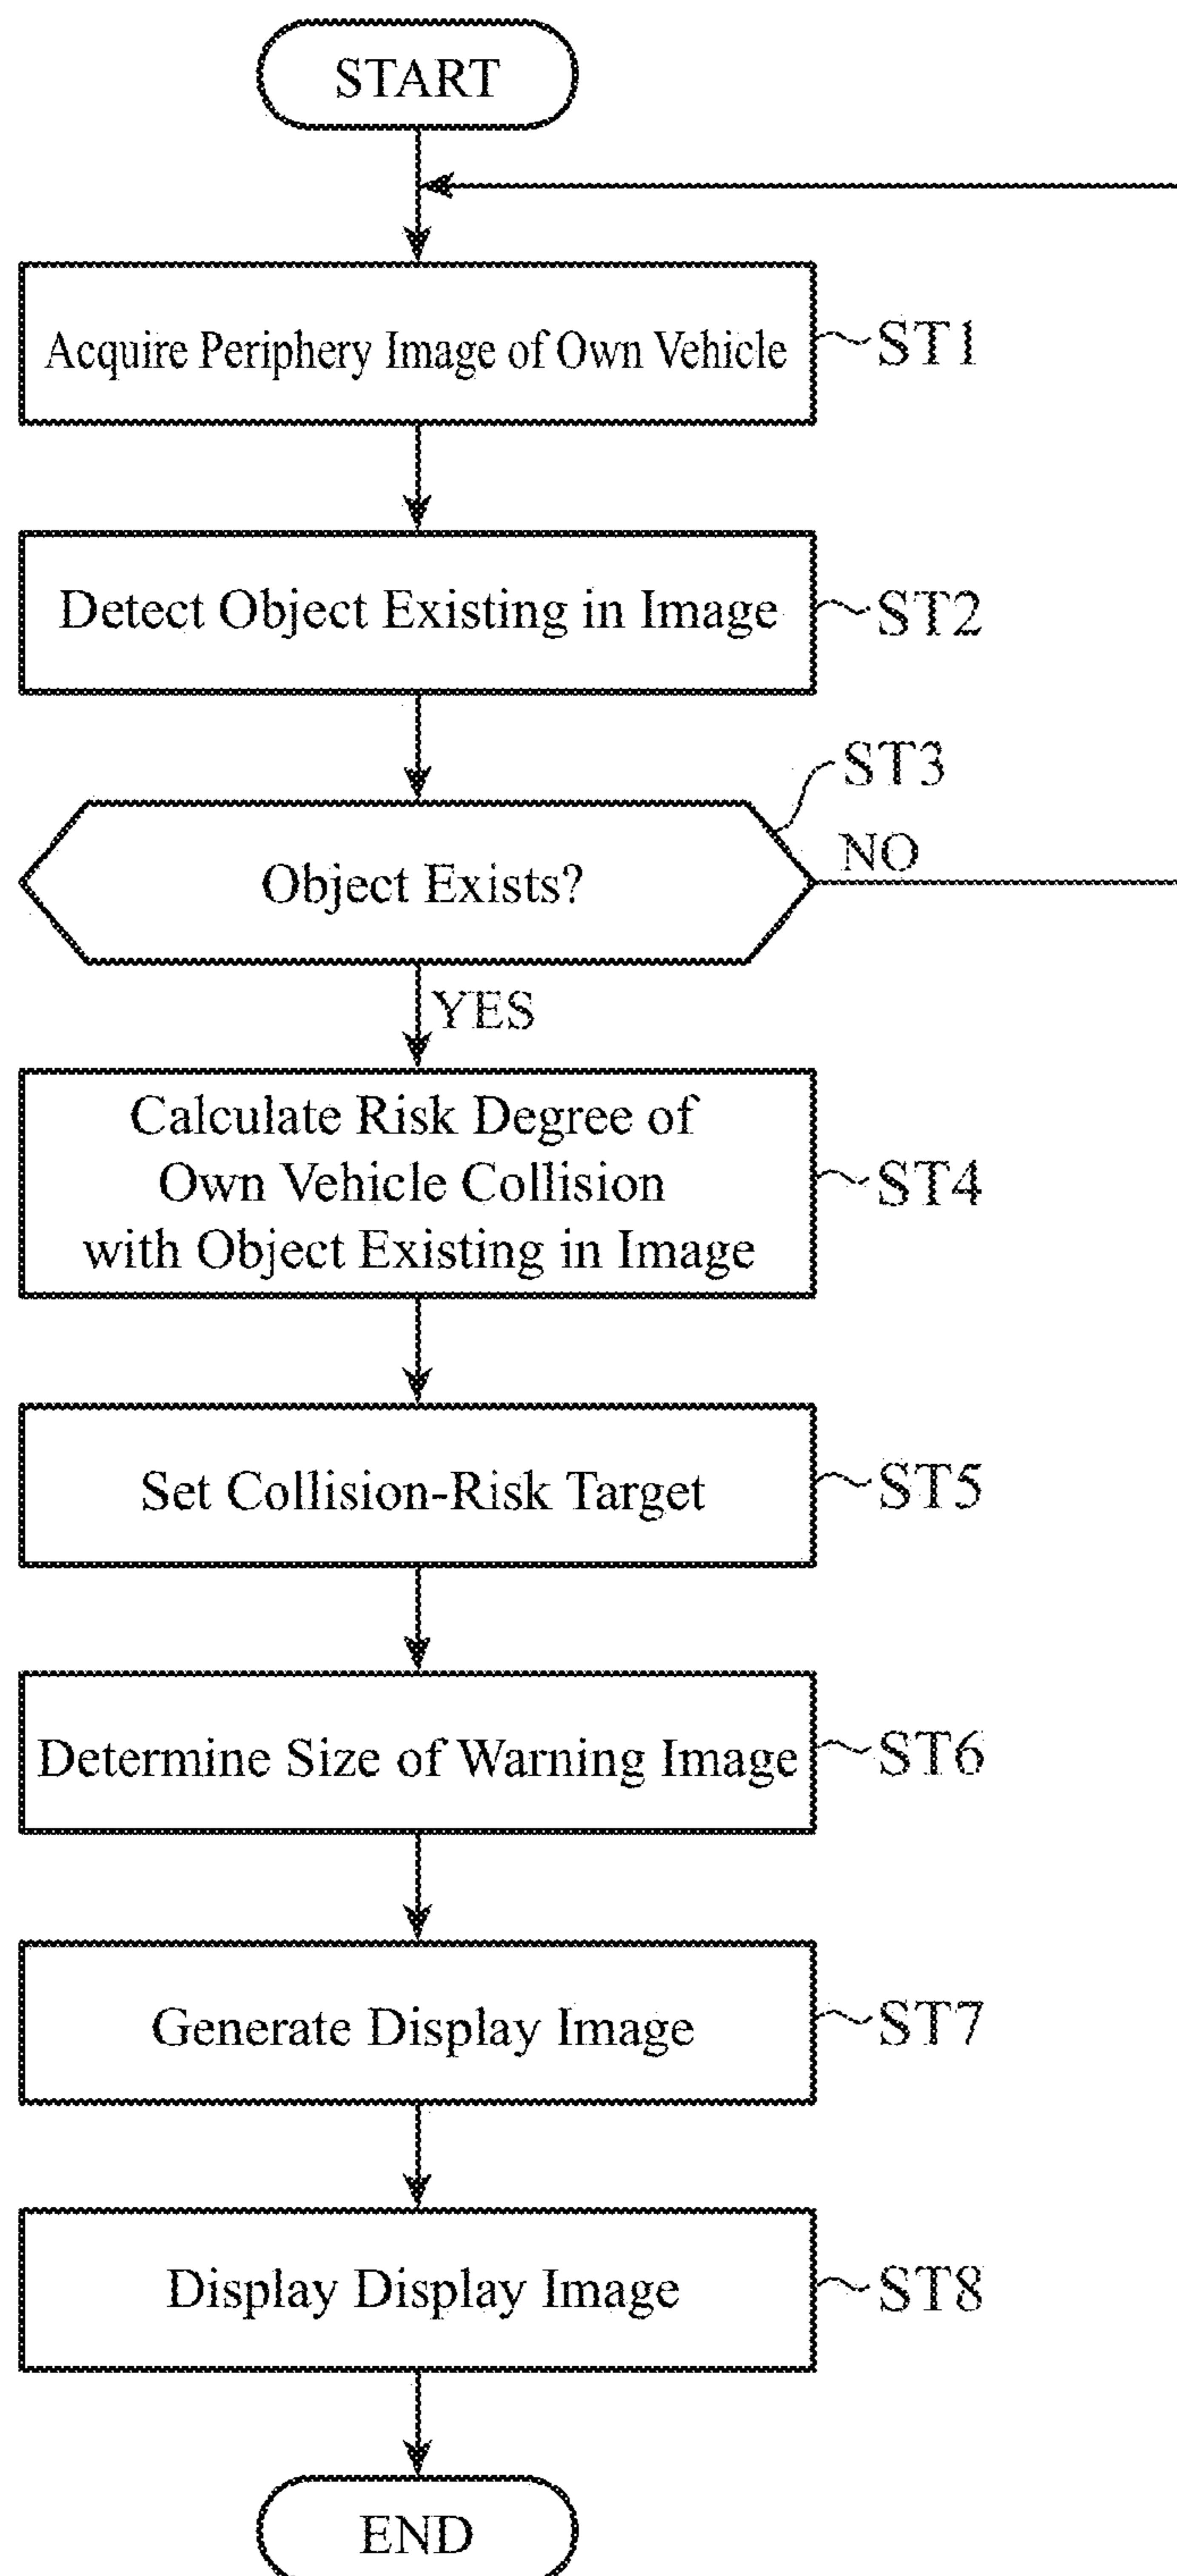 START
Acquire Periphery Image of Own Vehicle
ST1
Detect Object Existing in Image
ST2
ST3
Object Exists?
NO
YES
Calculate Risk Degree of
Own Vehicle Collision
with Object Existing in Image
ST4
Set Collision-Risk Target
ST5
Determine Size of Warning Image
ST6
Generate Display Image
ST7
Display Display Image
ST8
END